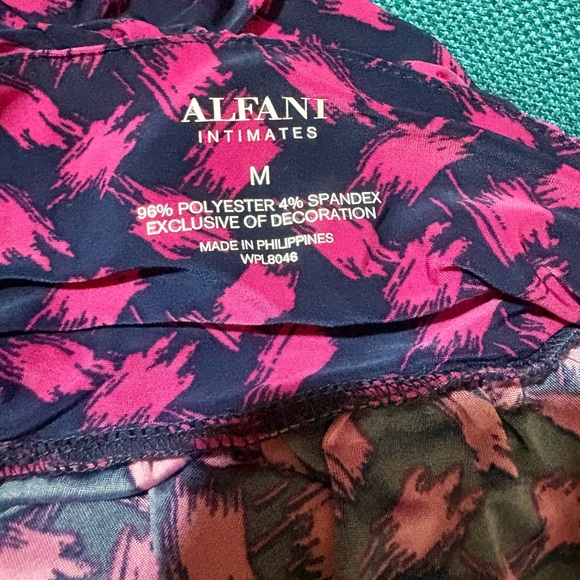 ALFANI
INTIMATES
M
96% POLYESTER 4% SPANDEX
EXCLUSIVE OF DECORATION
MADE IN PHILIPPINES
WPL8046